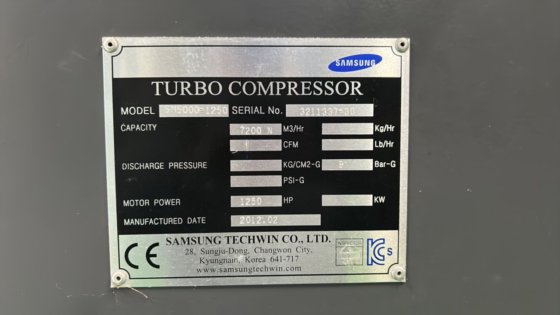 SAMSUNG
TURBO COMPRESSOR
MODEL SM5000-1250 SERIAL No.
CAPACITY 7200 N M3/Hr Kg/Hr
CFM Lb/Hr
DISCHARGE PRESSURE KG/CM2-G Bar-G
PSI-G
MOTOR POWER 1250 HP KW
MANUFACTURED DATE 2012.02
CE SAMSUNG TECHWIN CO., LTD.
28, Sungju-Dong, Changwon City,
Kyungnam, Korea 641-717
www.samsungtechwin.com
S